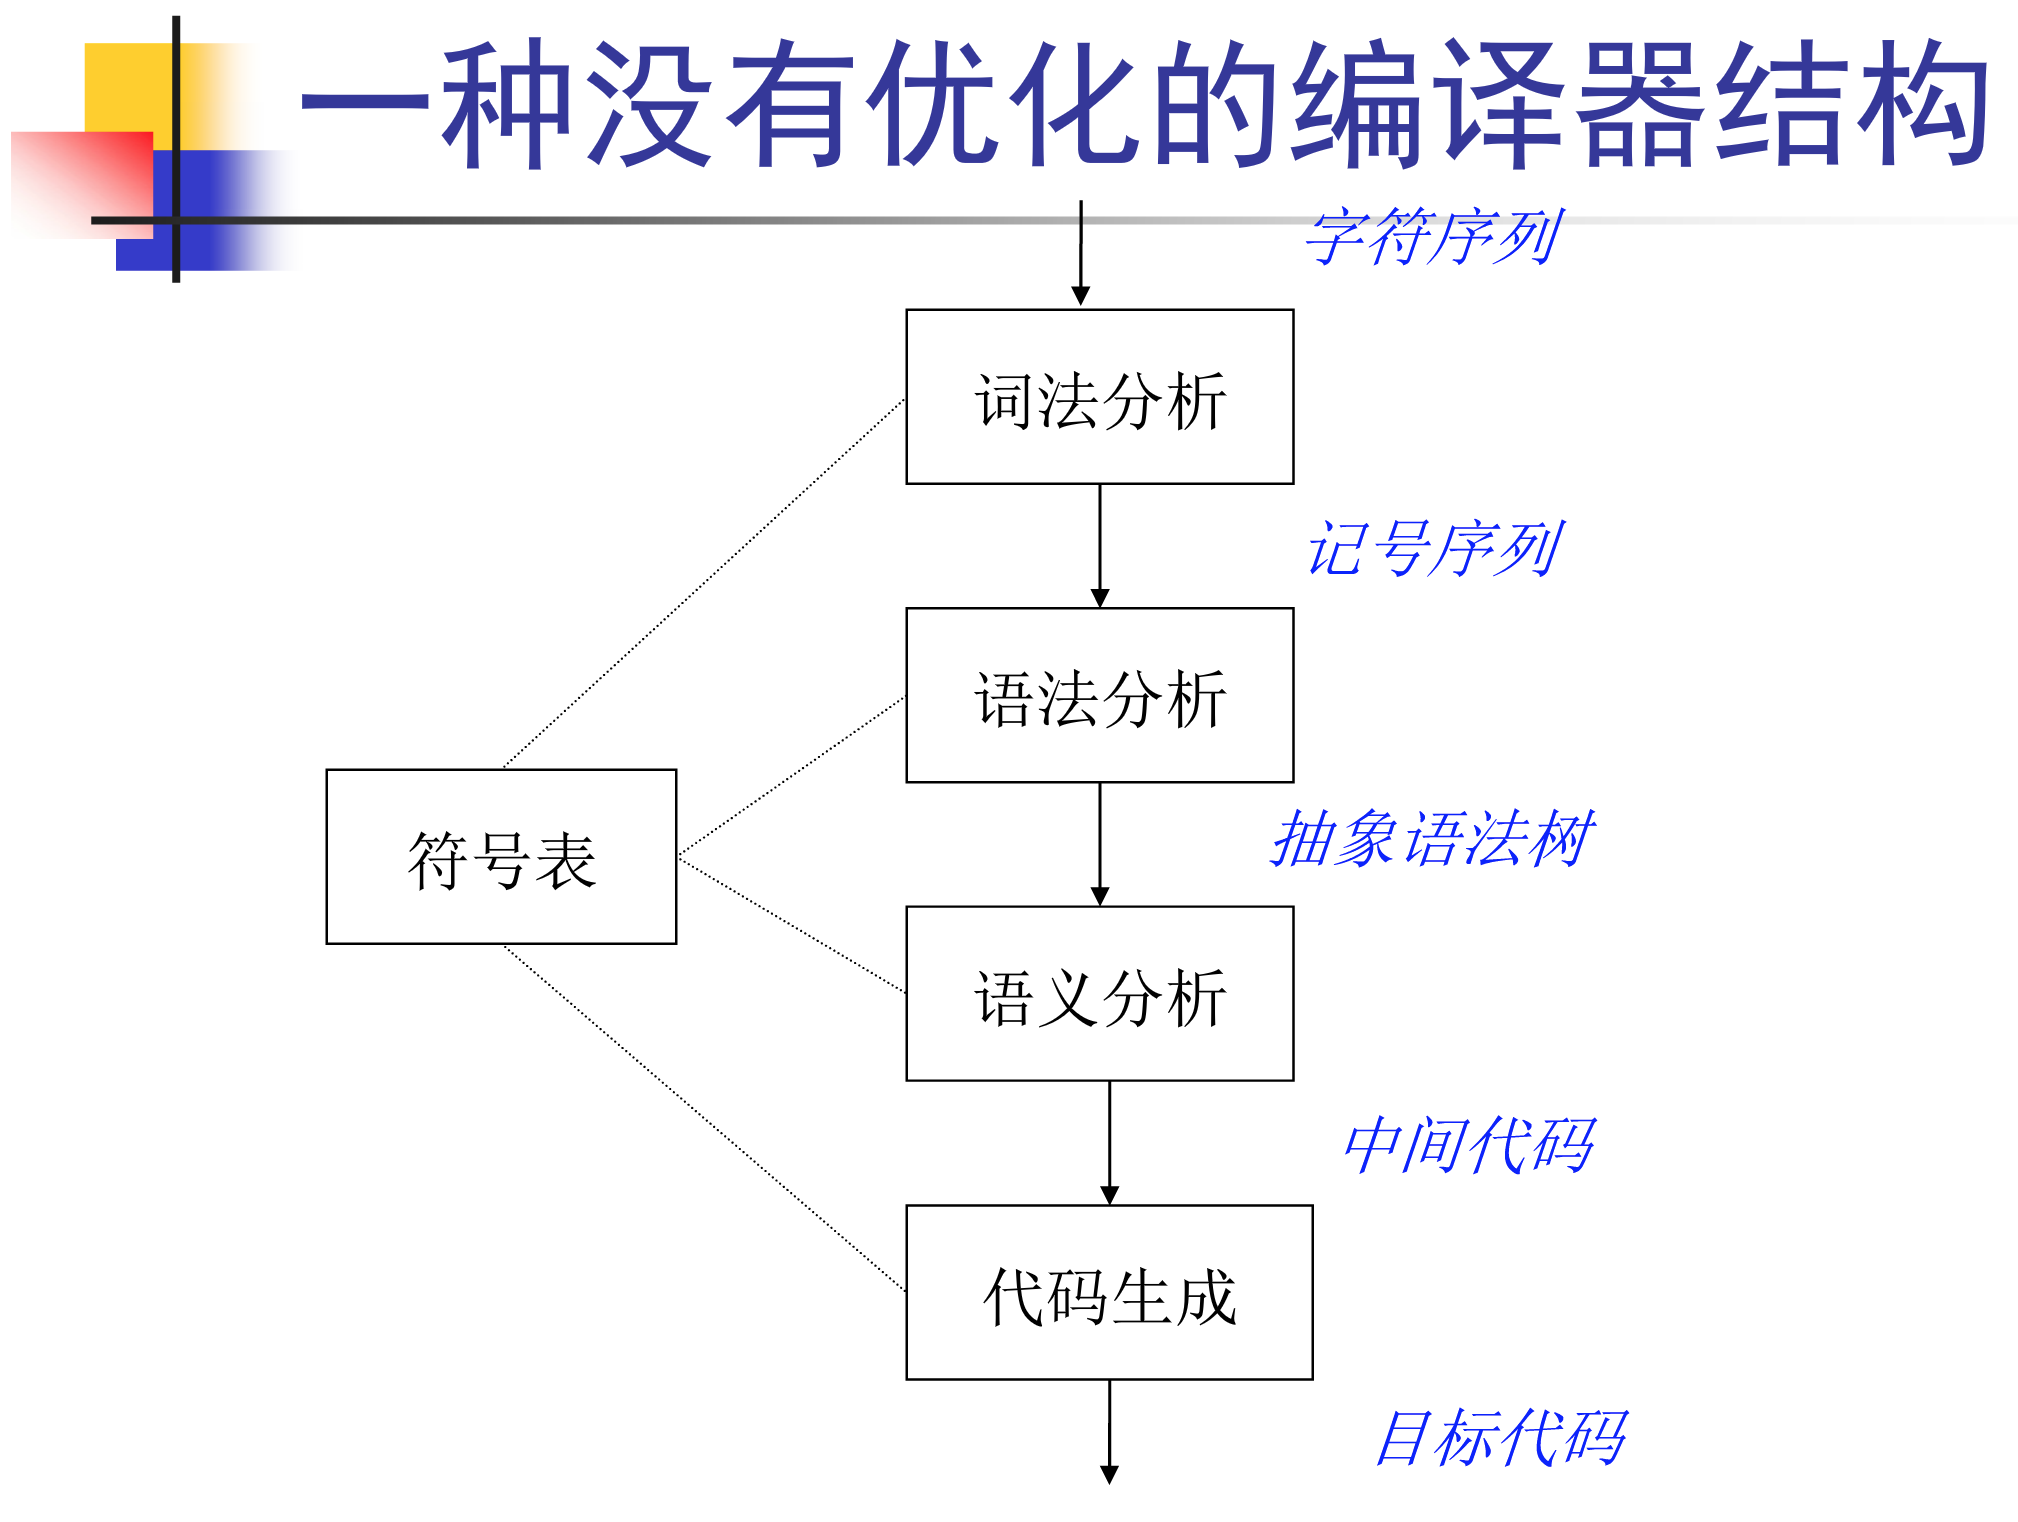 一种没有优化的编译器结构
字符序列
词法分析
记号序列
语法分析
抽象语法树
符号表
语义分析
中间代码
代码生成
目标代码